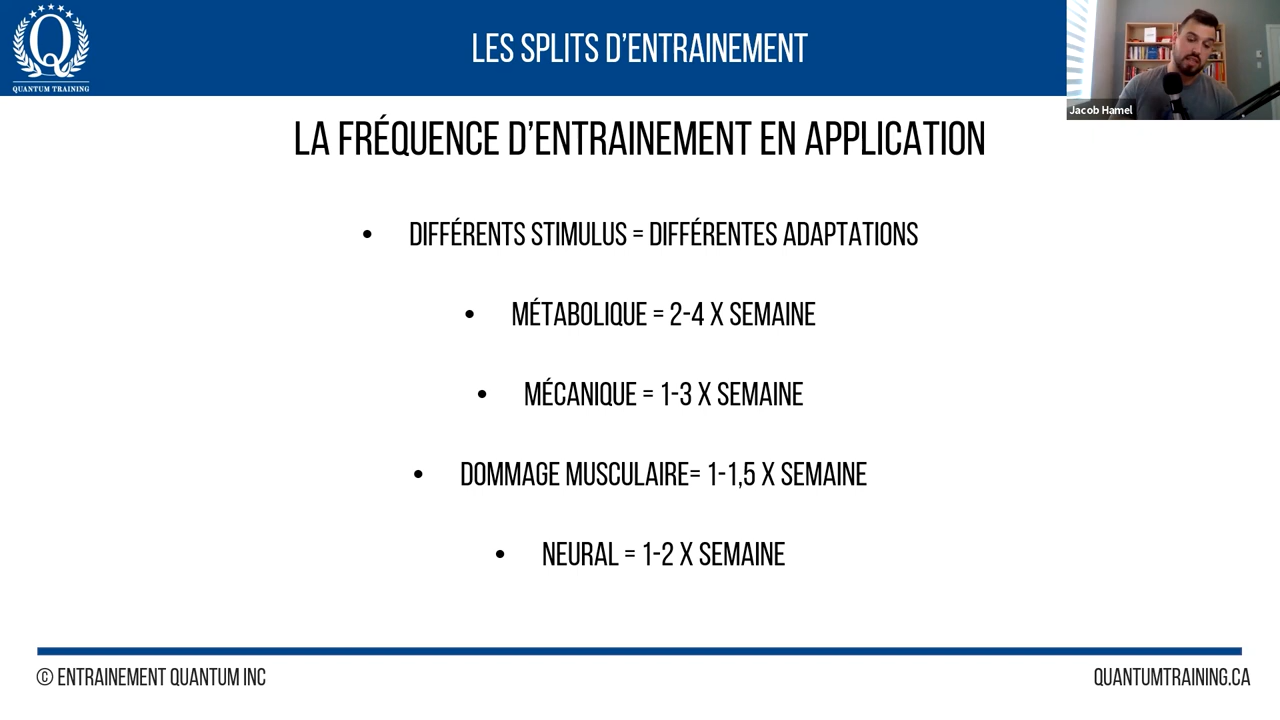 LES SPLITS D'ENTRAINEMENT
QUANTUM TRAINING
Jacob Hamel
LA FRÉQUENCE D'ENTRAINEMENT EN APPLICATION
• DIFFÉRENTS STIMULUS = DIFFÉRENTES ADAPTATIONS
• MÉTABOLIQUE = 2-4 X SEMAINE
• MÉCANIQUE = 1-3 X SEMAINE
• DOMMAGE MUSCULAIRE= 1-1,5 X SEMAINE
• NEURAL = 1-2 X SEMAINE
© ENTRAINEMENT QUANTUM INC
QUANTUMTRAINING.CA